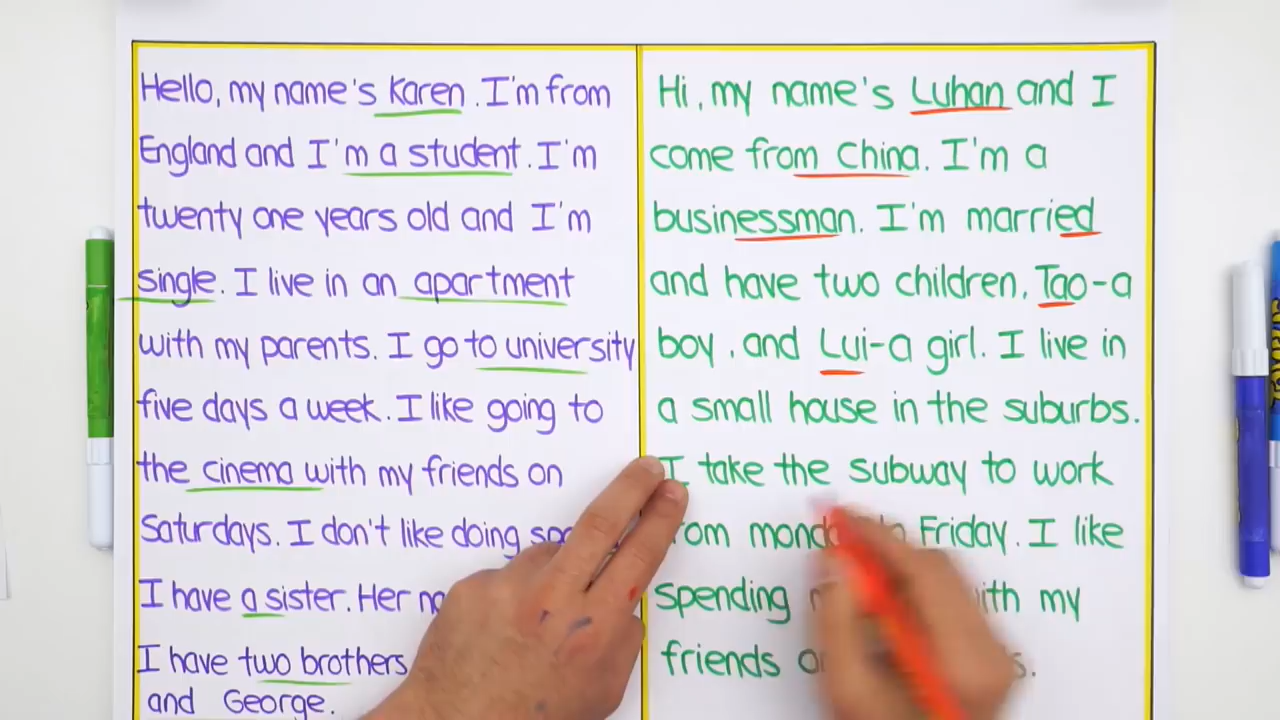 Hello, my name's Karen. I'm from
England and I'm a student. I'm
twenty one years old and I'm
single. I live in an apartment
with my parents. I go to university
five days a week. I like going to
the cinema with my friends on
Saturdays. I don't like doing
I have a sister. Her
I have two brothers
and George.
Hi, my name's Luhan and I
come from China. I'm a
businessman. I'm married
and have two children, Tao-a
boy, and Lui-a girl. I live in
a small house in the suburbs.
I take the subway to work
Friday. I like
spending with my
friends